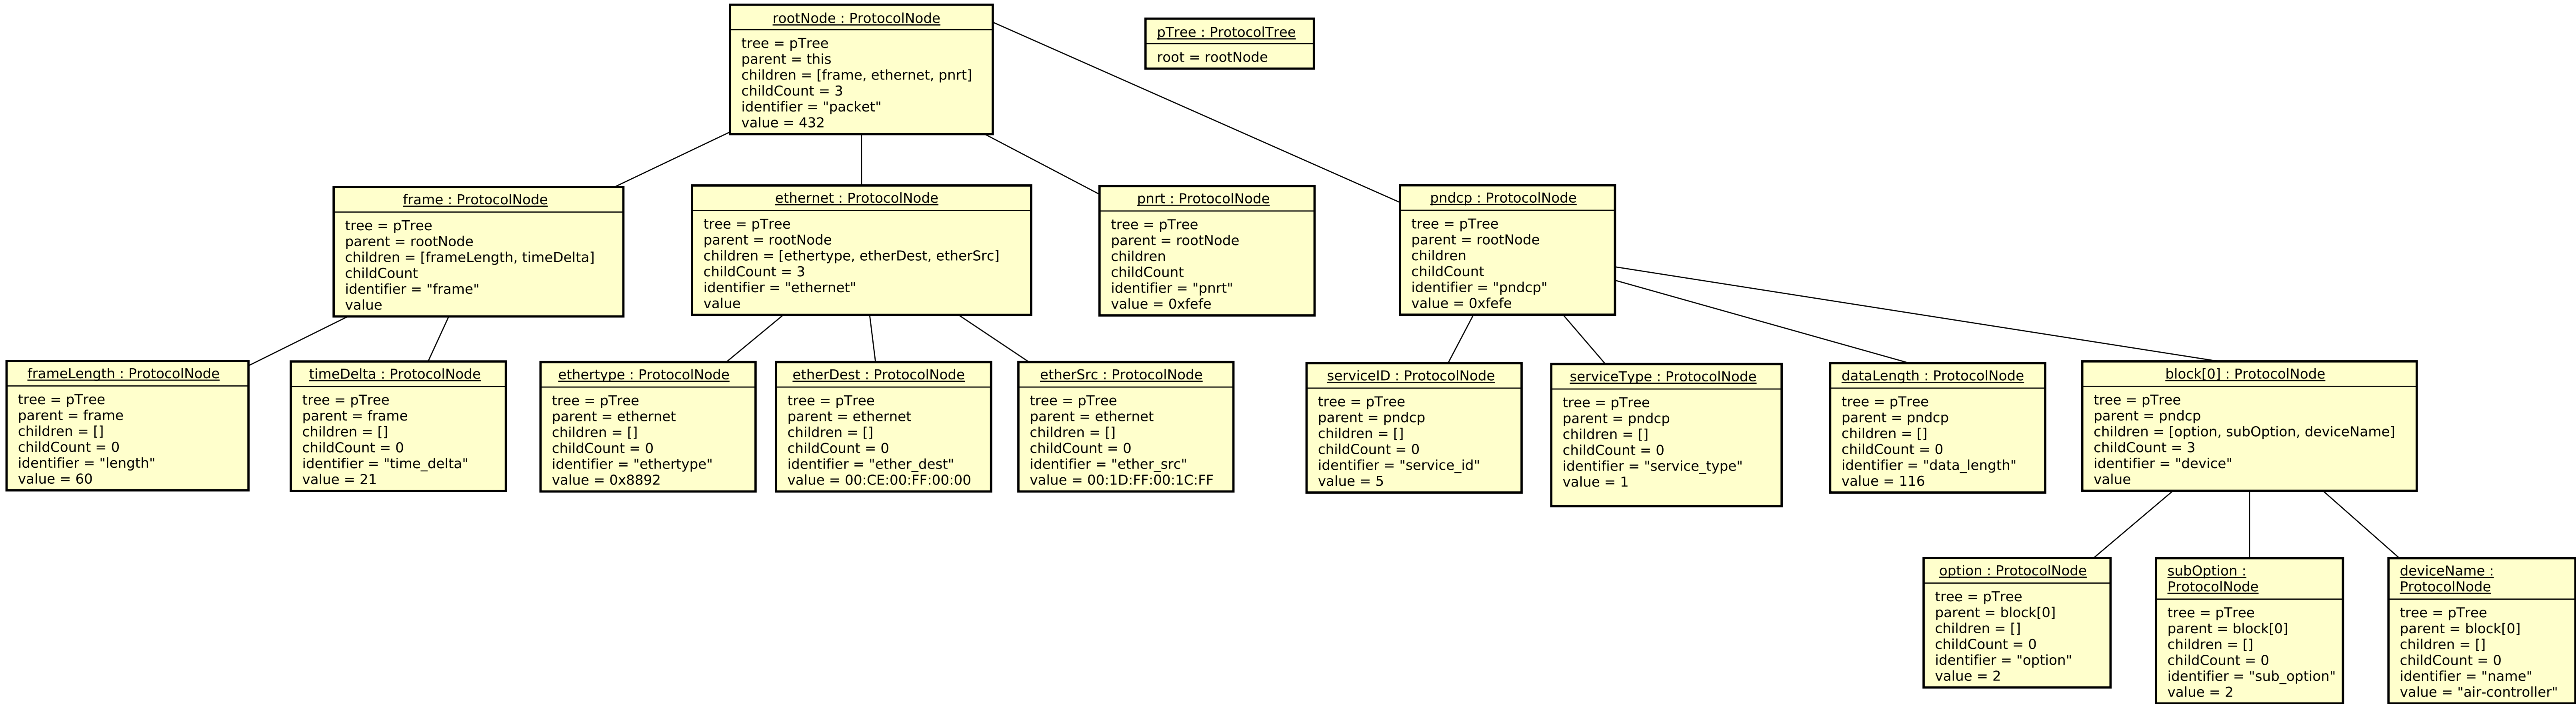 rootNode : ProtocolNode
tree = pTree
parent = this
children = [frame, ethernet, pnrt]
childCount = 3
identifier = "packet"
value = 432
pTree : ProtocolTree
root = rootNode
frame : ProtocolNode
tree = pTree
parent = rootNode
children = [frameLength, timeDelta]
childCount
identifier = "frame"
value
ethernet : ProtocolNode
tree = pTree
parent = rootNode
children = [ethertype, etherDest, etherSrc]
childCount = 3
identifier = "ethernet"
value
pnrt : ProtocolNode
tree = pTree
parent = rootNode
children
childCount
identifier = "pnrt"
value = 0xfefe
pndcp : ProtocolNode
tree = pTree
parent = rootNode
children
childCount
identifier = "pndcp"
value = 0xfefe
frameLength : ProtocolNode
tree = pTree
parent = frame
children = []
childCount = 0
identifier = "length"
value = 60
timeDelta : ProtocolNode
tree = pTree
parent = frame
children = []
childCount = 0
identifier = "time_delta"
value = 21
ethertype : ProtocolNode
tree = pTree
parent = ethernet
children = []
childCount = 0
identifier = "ethertype"
value = 0x8892
etherDest : ProtocolNode
tree = pTree
parent = ethernet
children = []
childCount = 0
identifier = "ether_dest"
value = 00:CE:00:FF:00:00
etherSrc : ProtocolNode
tree = pTree
parent = ethernet
children = []
childCount = 0
identifier = "ether_src"
value = 00:1D:FF:00:1C:FF
serviceID : ProtocolNode
tree = pTree
parent = pndcp
children = []
childCount = 0
identifier = "service_id"
value = 5
serviceType : ProtocolNode
tree = pTree
parent = pndcp
children = []
childCount = 0
identifier = "service_type"
value = 1
dataLength : ProtocolNode
tree = pTree
parent = pndcp
children = []
childCount = 0
identifier = "data_length"
value = 116
block[0] : ProtocolNode
tree = pTree
parent = pndcp
children = [option, subOption, deviceName]
childCount = 3
identifier = "device"
value
option : ProtocolNode
tree = pTree
parent = block[0]
children = []
childCount = 0
identifier = "option"
value = 2
subOption :
ProtocolNode
tree = pTree
parent = block[0]
children = []
childCount = 0
identifier = "sub_option"
value = 2
deviceName :
ProtocolNode
tree = pTree
parent = block[0]
children = []
childCount = 0
identifier = "name"
value = "air-controller"